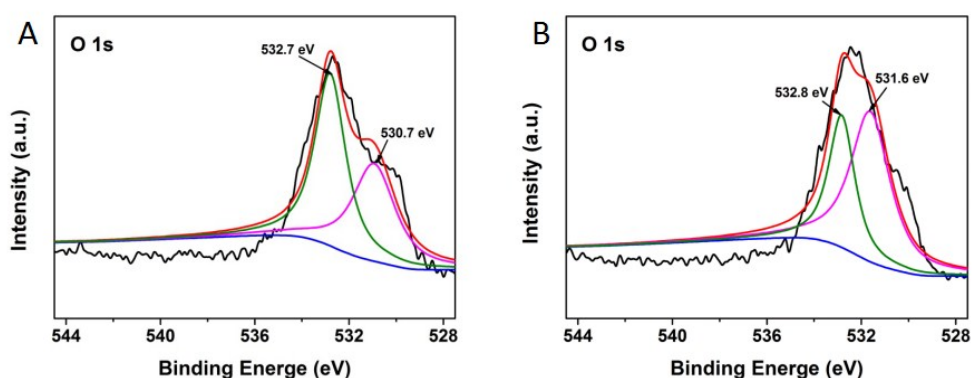 A
O 1s
532.7 eV
530.7 eV
Intensity (a.u.)
544 540 536 532 528
Binding Energe (eV)
B
O 1s
532.8 eV
531.6 eV
Intensity (a.u.)
544 540 536 532 528
Binding Energe (eV)